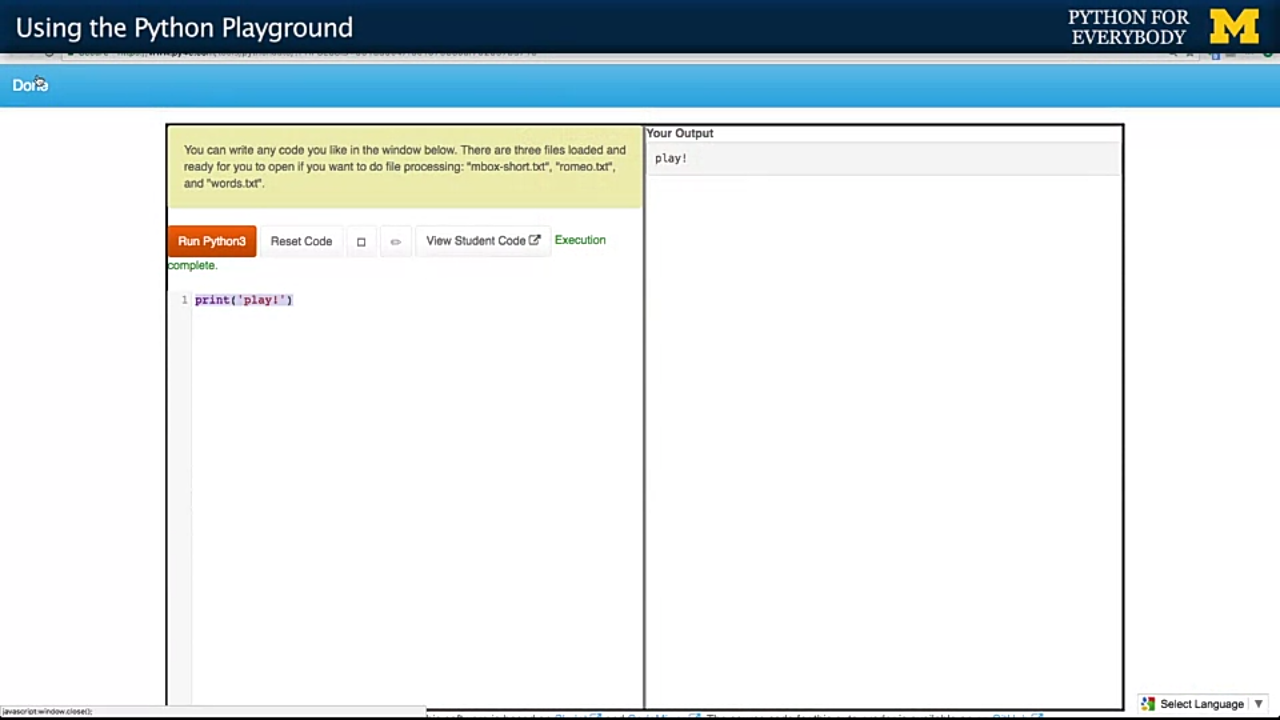 Using the Python Playground
PYTHON FOR
EVERYBODY
M
Done
You can write any code you like in the window below. There are three files loaded and
ready for you to open if you want to do file processing: "mbox-short.txt", "romeo.txt",
and "words.txt".
Run Python3
Reset Code
View Student Code
Execution
complete.
1 print('play!')
Your Output
play!
javascript:window.close();
Select Language